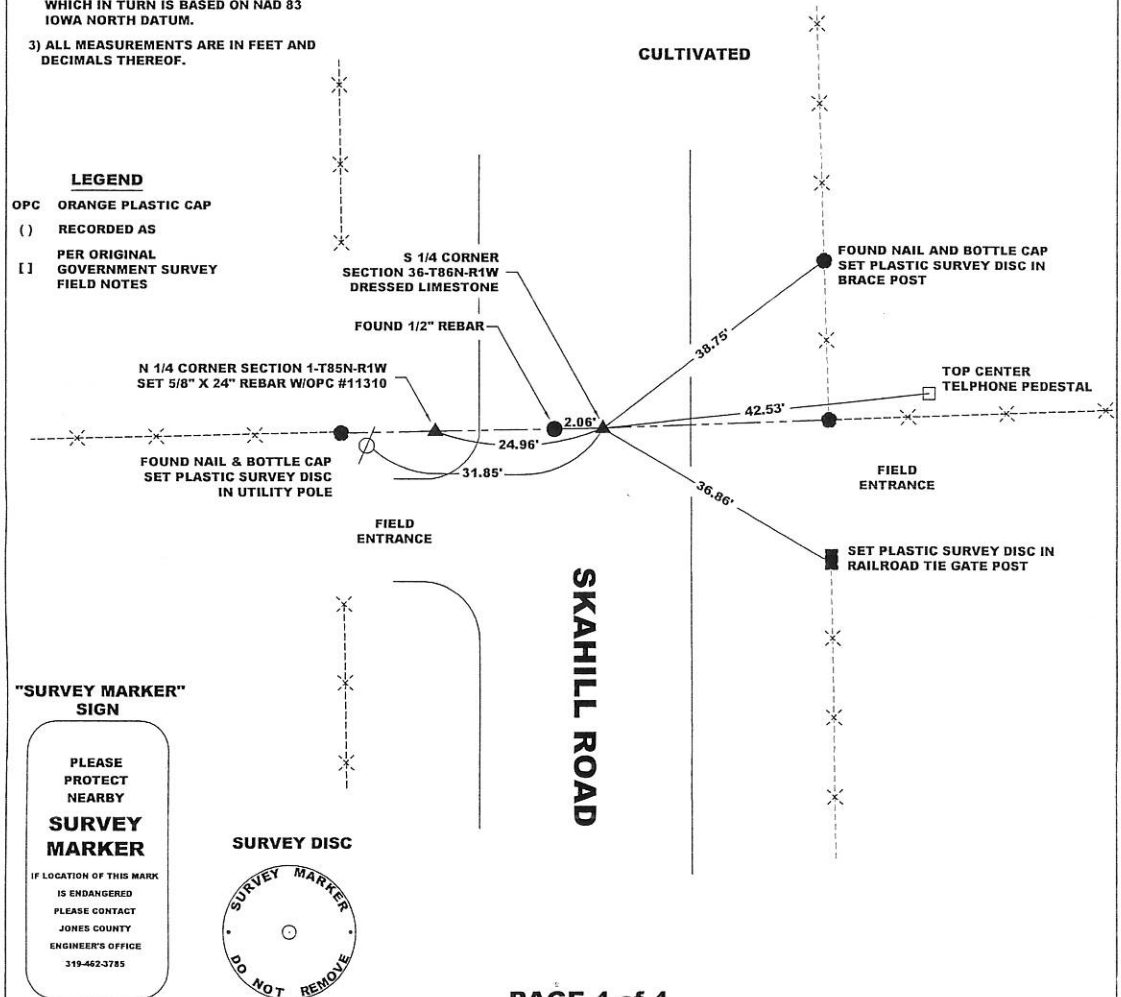 WHICH IN TURN IS BASED ON NAD 83
IOWA NORTH DATUM.
3) ALL MEASUREMENTS ARE IN FEET AND
DECIMALS THEREOF.
CULTIVATED
LEGEND
OPC ORANGE PLASTIC CAP
( ) RECORDED AS
[ ] PER ORIGINAL
GOVERNMENT SURVEY
FIELD NOTES
S 1/4 CORNER
SECTION 36-T86N-R1W
DRESSED LIMESTONE
FOUND 1/2" REBAR
N 1/4 CORNER SECTION 1-T85N-R1W
SET 5/8" X 24" REBAR W/OPC #11310
FOUND NAIL AND BOTTLE CAP
SET PLASTIC SURVEY DISC IN
BRACE POST
38.75'
TOP CENTER
TELPHONE PEDESTAL
42.53'
2.06'
24.96'
31.85'
36.86'
FOUND NAIL & BOTTLE CAP
SET PLASTIC SURVEY DISC
IN UTILITY POLE
FIELD
ENTRANCE
FIELD
ENTRANCE
SET PLASTIC SURVEY DISC IN
RAILROAD TIE GATE POST
SKAHILL ROAD
"SURVEY MARKER"
SIGN
PLEASE
PROTECT
NEARBY
SURVEY
MARKER
IF LOCATION OF THIS MARK
IS ENDANGERED
PLEASE CONTACT
JONES COUNTY
ENGINEER'S OFFICE
319-462-3785
SURVEY DISC
SURVEY MARKER
DO NOT REMOVE